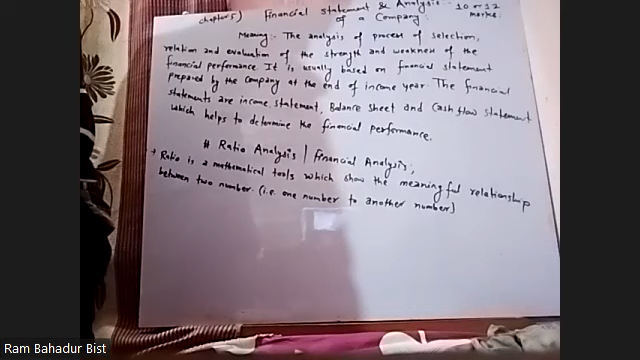 chapter 5) Financial Statement & Analysis :- 10 or 12
of a Company:
marks.
Meaning:- The analysis of process of selection,
relation and evaluation of the strength and weakness of the
financial performance. It is usually based on financial statement
prepared by the company at the end of income year. The financial
statements are income statement, Balance sheet and Cash flow statement
which helps to determine the financial performance.
# Ratio Analysis | Financial Analysis;
+ Ratio is a mathematical tools which show the meaningful relationship
between two number. (i.e. one number to another number)
Ram Bahadur Bist